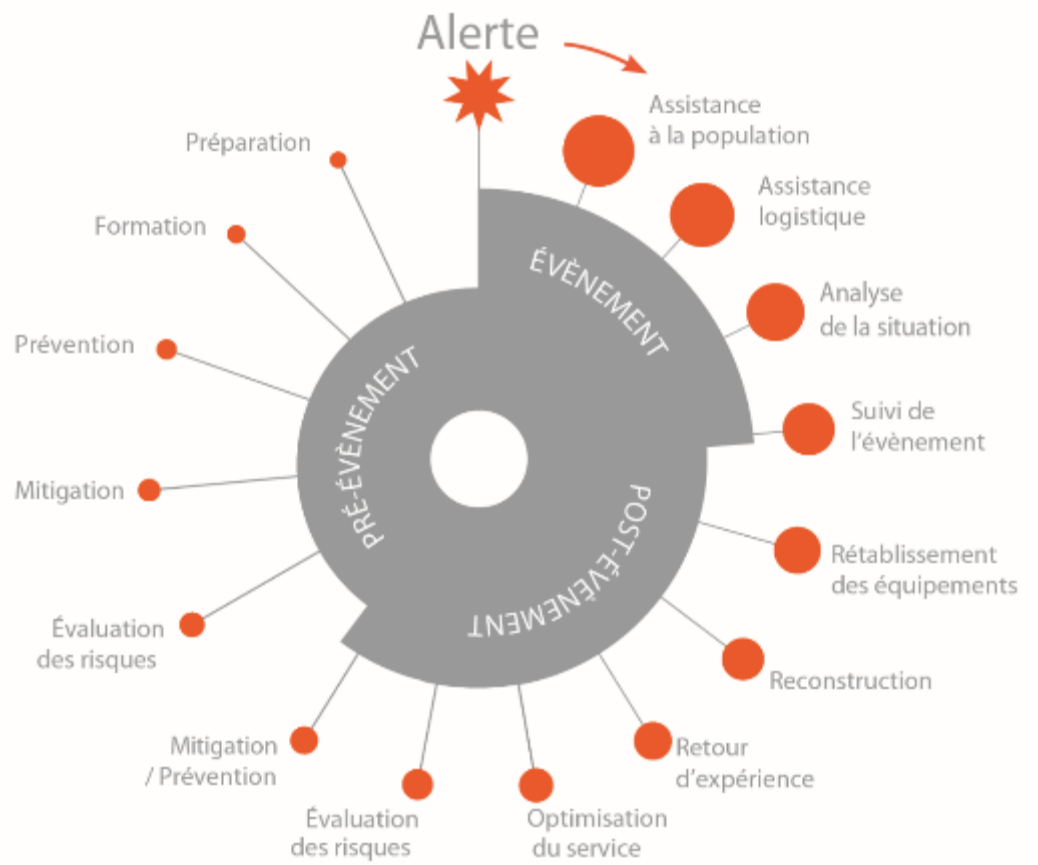 Alerte
Assistance
à la population
Assistance
logistique
Analyse
de la situation
Suivi de
l'évènement
Rétablissement
des équipements
Reconstruction
Retour
d'expérience
Optimisation
du service
Évaluation
des risques
Mitigation
/ Prévention
Évaluation
des risques
Mitigation
Prévention
Formation
Préparation
ÉVÈNEMENT
POST-ÉVÈNEMENT
PRÉ-ÉVÈNEMENT